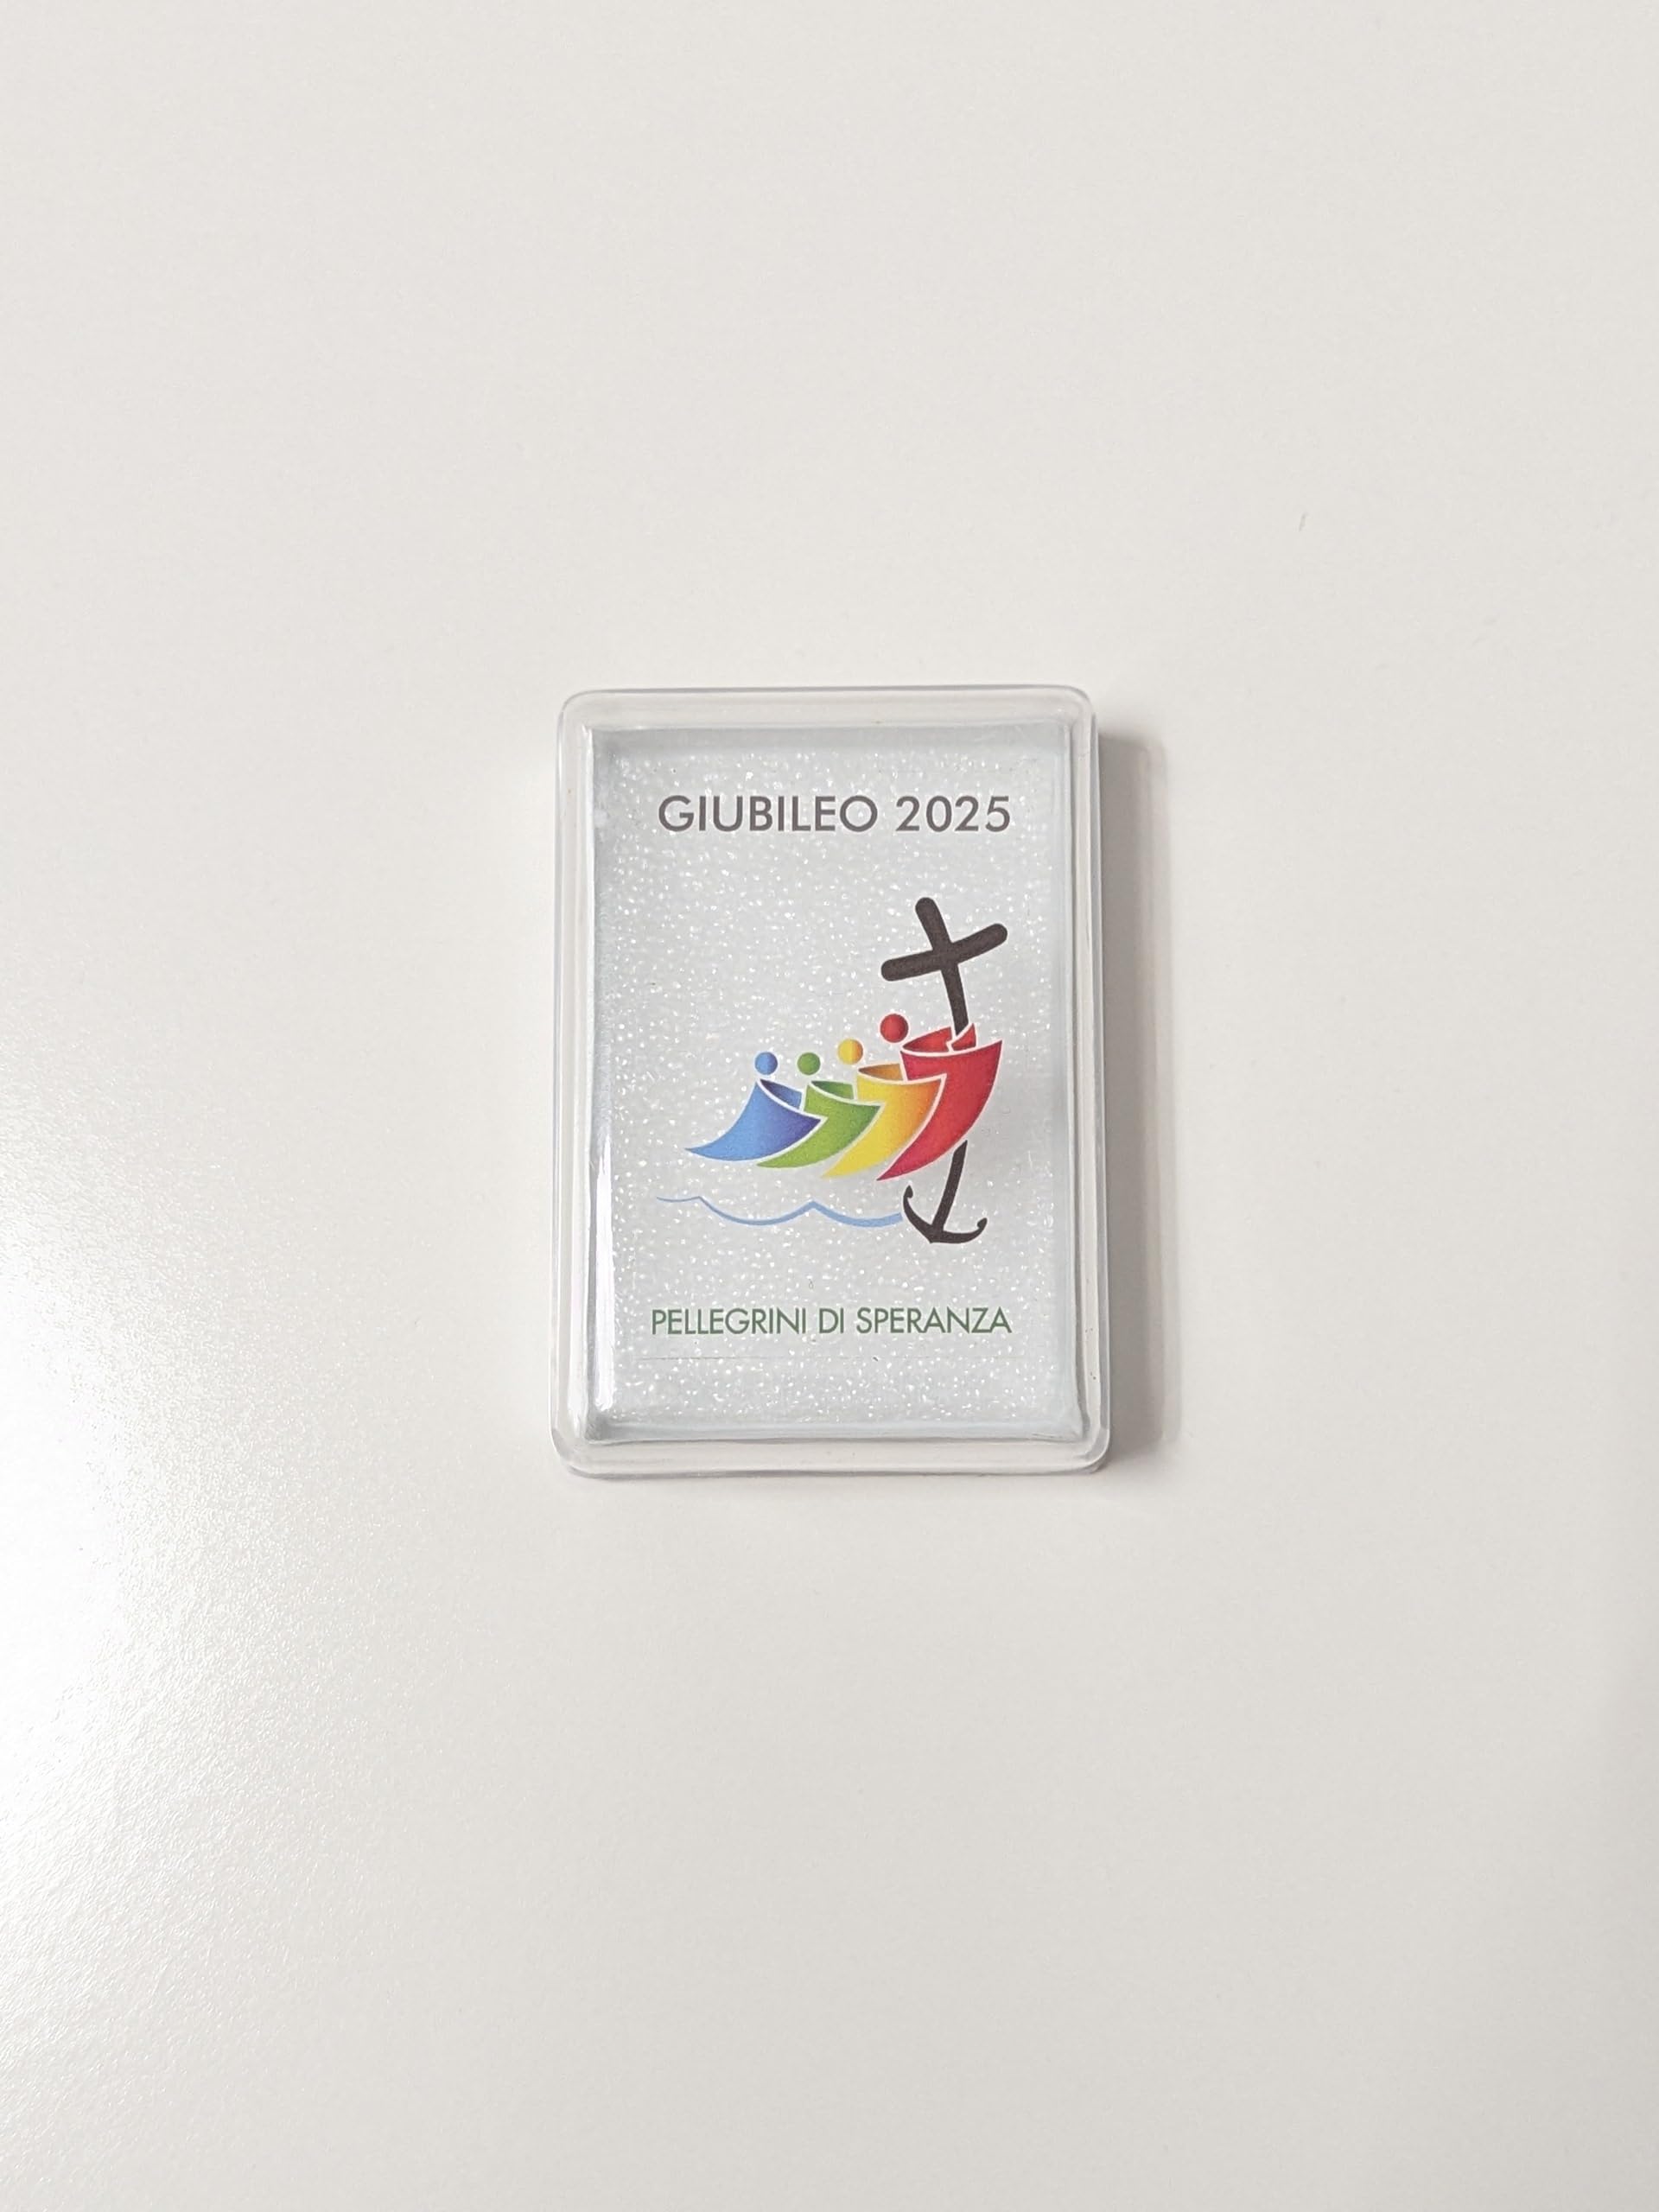 GIUBILEO 2025
PELLEGRINI DI SPERANZA